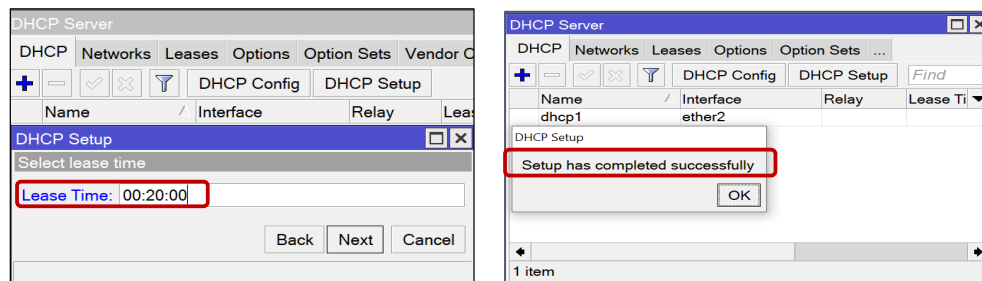 DHCP Server
DHCP Networks Leases Options Option Sets Vendor C
DHCP Config DHCP Setup
Name Interface Relay Leas
DHCP Setup
Select lease time
Lease Time: 00:20:00
Back Next Cancel
DHCP Server
DHCP Networks Leases Options Option Sets ...
DHCP Config DHCP Setup Find
Name Interface Relay Lease Ti
dhcp1 ether2
DHCP Setup
Setup has completed successfully
OK
1 item